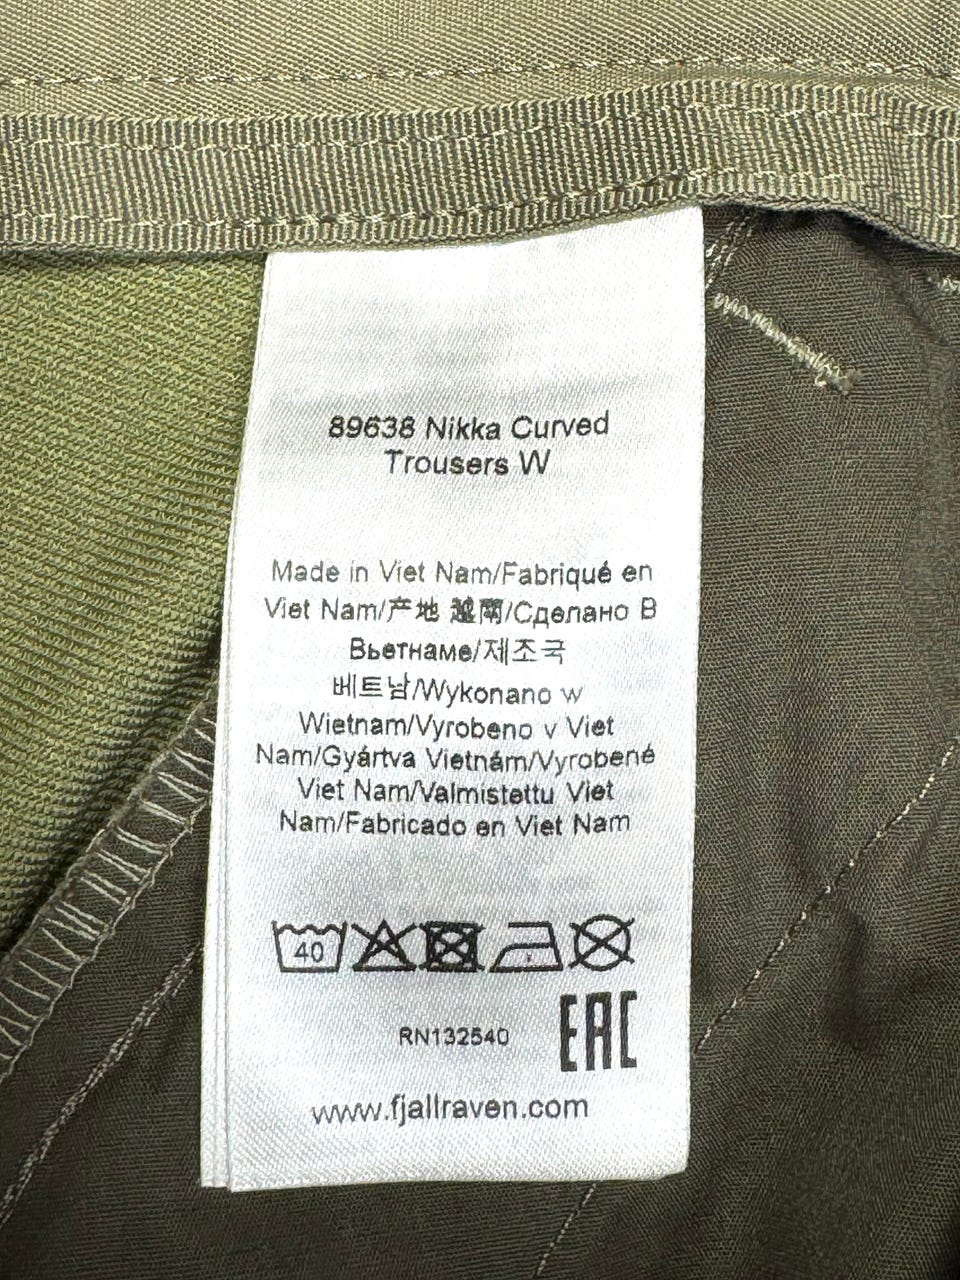 89638 Nikka Curved
Trousers W
Made in Viet Nam/Fabriqué en
Viet Nam/产地 越南/Сделано В
Вьетнаме/제조국
베트남/Wykonano w
Wietnam/Vyrobeno v Viet
Nam/Gyártva Vietnám/Vyrobené
Viet Nam/Valmistettu Viet
Nam/Fabricado en Viet Nam
40
RN132540
EAC
www.fjallraven.com